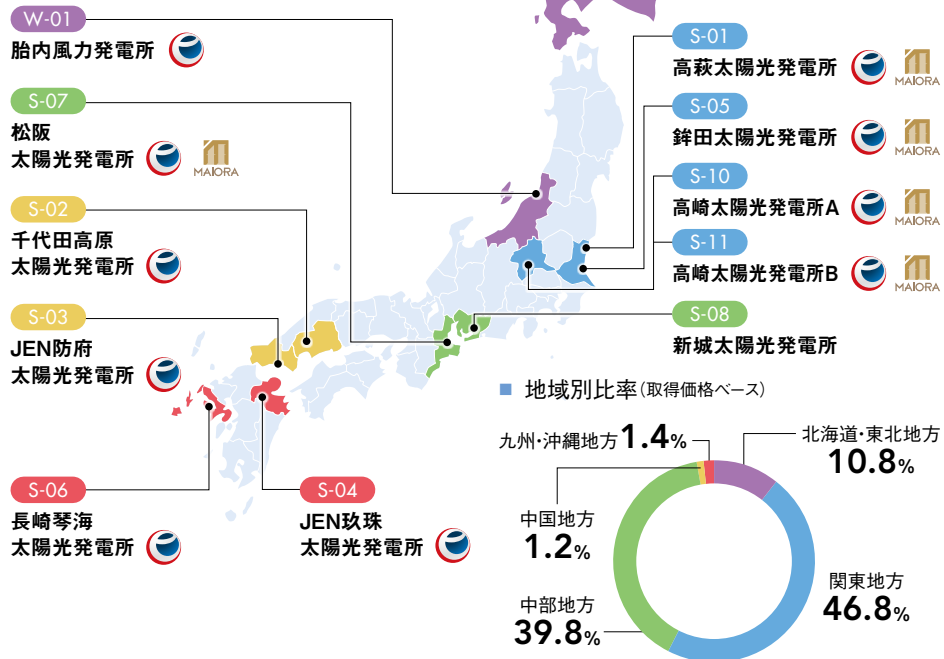 W-01
胎内風力発電所
S-07
松阪
太陽光発電所
MAIORA
S-02
千代田高原
太陽光発電所
S-03
JEN防府
太陽光発電所
S-06
長崎琴海
太陽光発電所
S-04
JEN玖珠
太陽光発電所
S-01
高萩太陽光発電所
MAIORA
S-05
鉾田太陽光発電所
MAIORA
S-10
高崎太陽光発電所A
MAIORA
S-11
高崎太陽光発電所B
MAIORA
S-08
新城太陽光発電所
■ 地域別比率(取得価格ベース)
九州・沖縄地方 1.4%
北海道・東北地方
10.8%
中国地方
1.2%
中部地方
39.8%
関東地方
46.8%